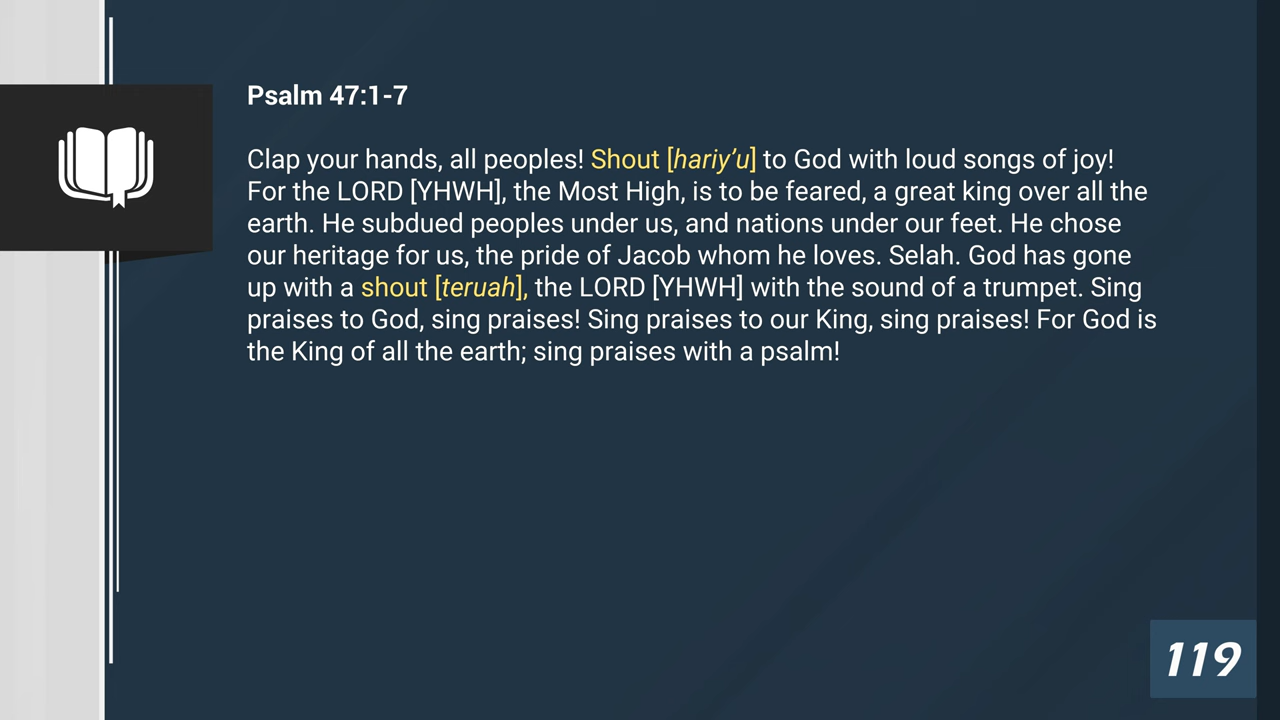 Psalm 47:1-7
Clap your hands, all peoples! Shout [hariy’u] to God with loud songs of joy!
For the LORD [YHWH], the Most High, is to be feared, a great king over all the
earth. He subdued peoples under us, and nations under our feet. He chose
our heritage for us, the pride of Jacob whom he loves. Selah. God has gone
up with a shout [teruah], the LORD [YHWH] with the sound of a trumpet. Sing
praises to God, sing praises! Sing praises to our King, sing praises! For God is
the King of all the earth; sing praises with a psalm!
119